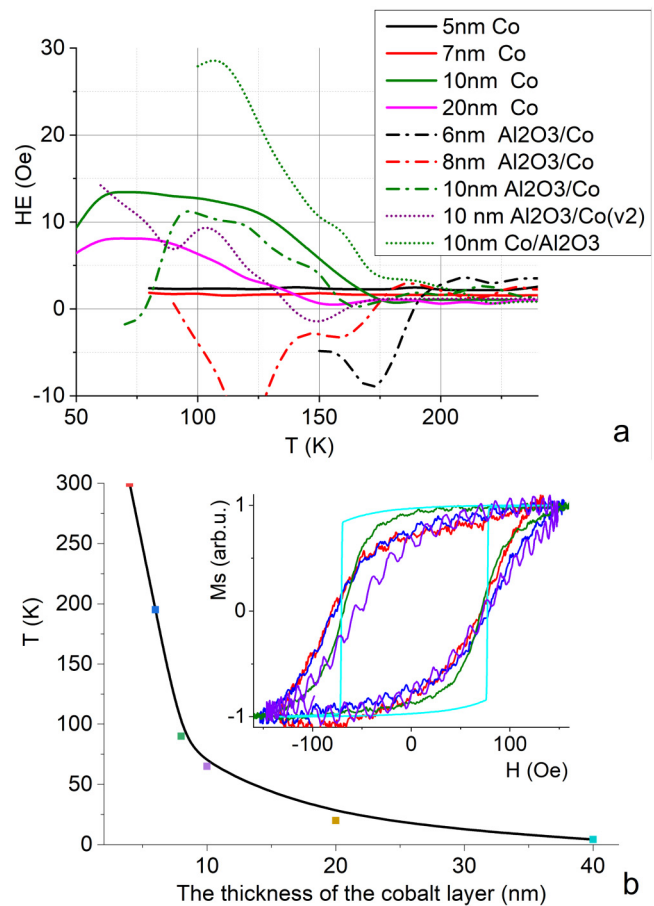 5nm Co
7nm Co
10nm Co
20nm Co
6nm Al2O3/Co
8nm Al2O3/Co
10nm Al2O3/Co
10 nm Al2O3/Co(v2)
10nm Co/Al2O3
30
20
10
0
-10
HE (Oe)
50 100 150 200
T (K)
a
300
250
200
150
100
50
0
T (K)
1
0
-1
Ms (arb.u.)
-100 0 100
H (Oe)
10 20 30 40
The thickness of the cobalt layer (nm)
b